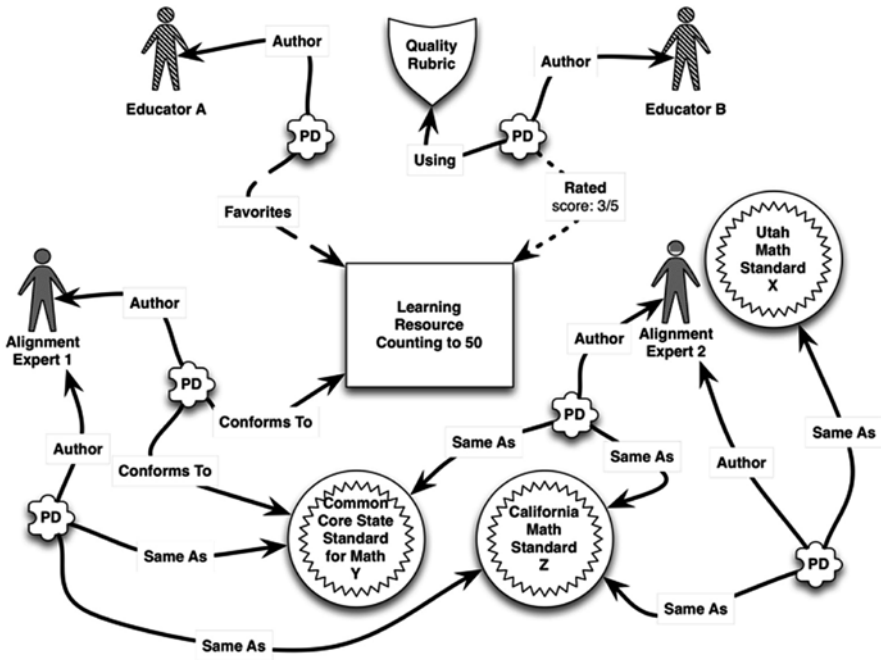 Author
Quality
Rubric
Author
Educator A
Educator B
PD
PD
Using
Favorites
Rated
score: 3/5
Utah
Math
Standard
X
Author
Learning
Resource
Counting to 50
Alignment
Expert 1
Author
Alignment
Expert 2
PD
Conforms To
PD
Same As
Same As
Same As
Author
Conforms To
Author
PD
Common
Core State
Standard
for Math
Y
California
Math
Standard
Z
Same As
PD
Same As
Same As